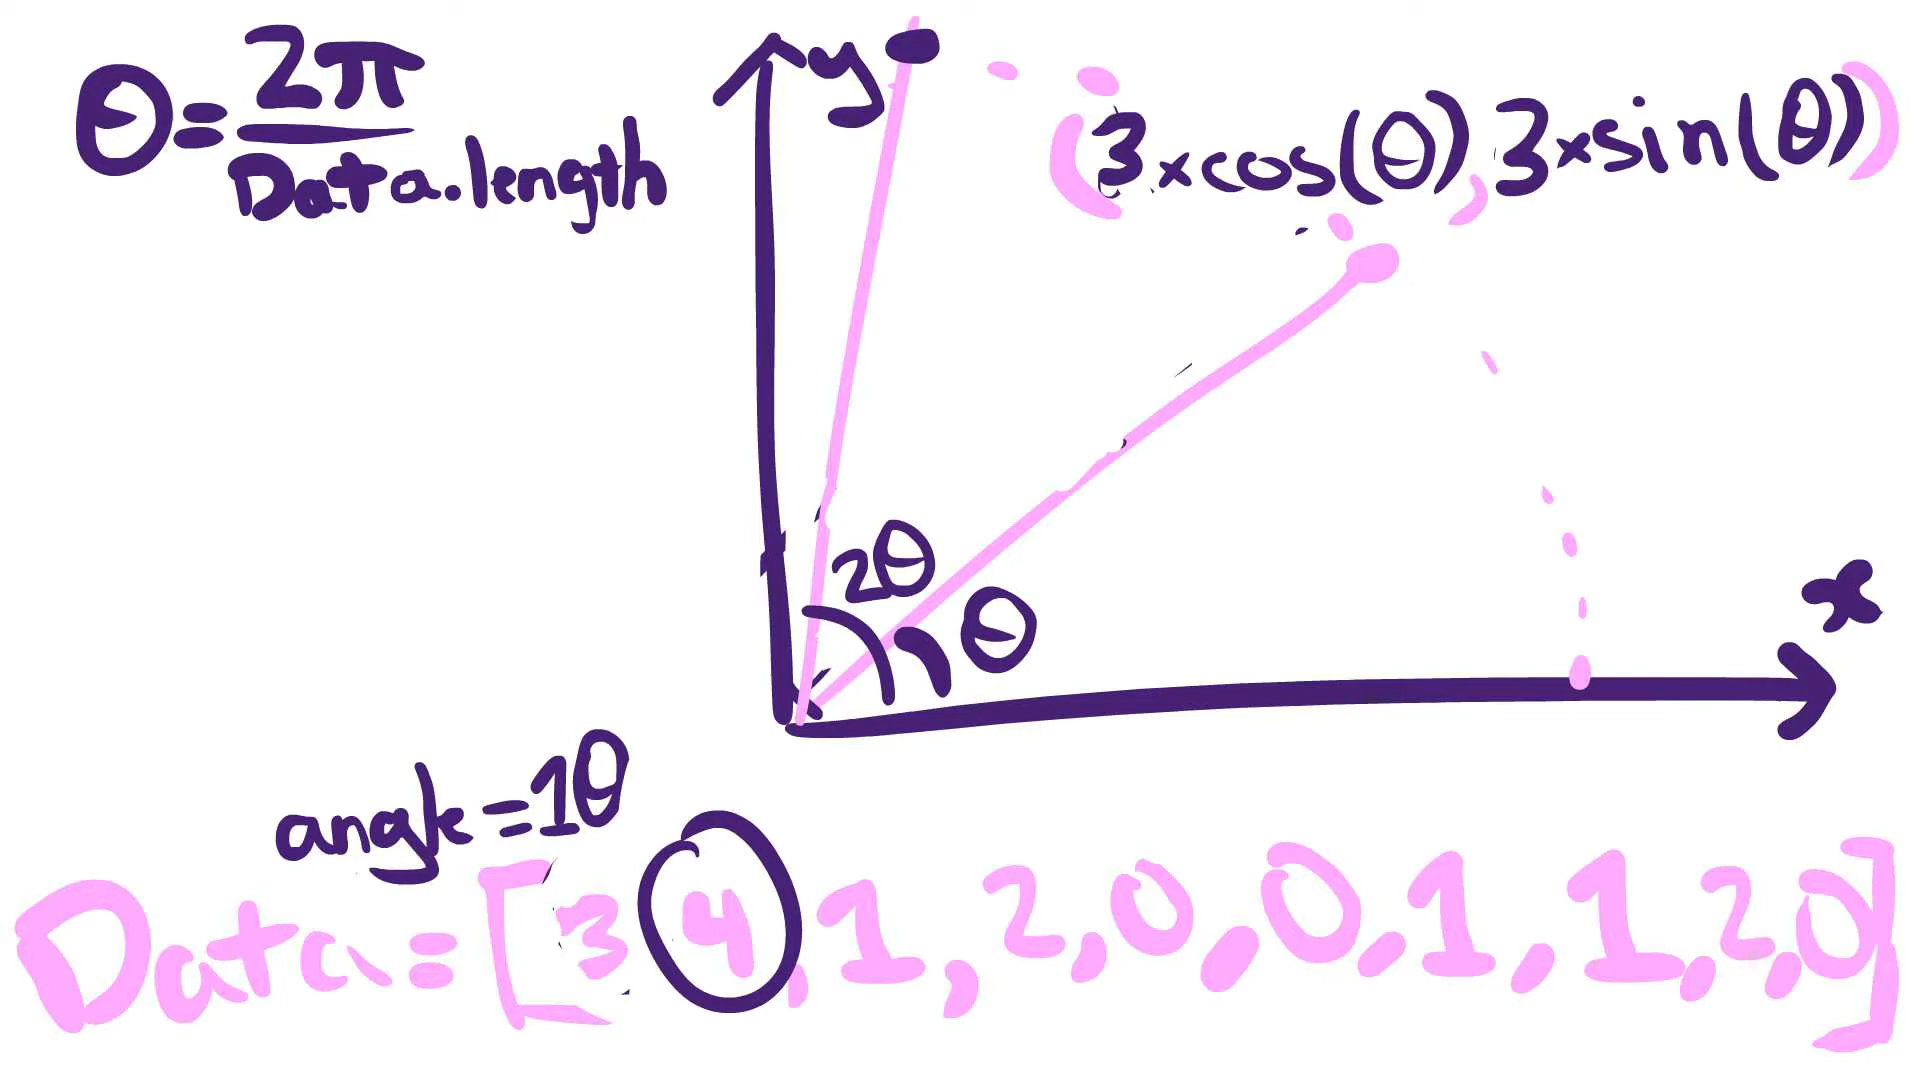 θ = 2π
Data.length
y
(3×cos(θ), 3×sin(θ))
2θ
θ
x
angle = 1θ
Data = [3 4, 1, 2, 0, 0, 1, 1, 2, 0]